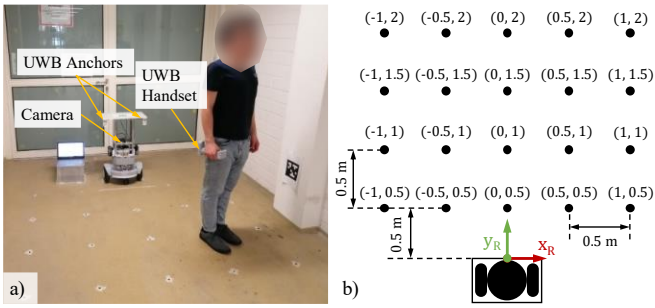 UWB Anchors
UWB
Handset
Camera
a)
(-1, 2) (-0.5, 2) (0, 2) (0.5, 2) (1, 2)
(-1, 1.5) (-0.5, 1.5) (0, 1.5) (0.5, 1.5) (1, 1.5)
(-1, 1) (-0.5, 1) (0, 1) (0.5, 1) (1, 1)
0.5 m
(-1, 0.5) (-0.5, 0.5) (0, 0.5) (0.5, 0.5) (1, 0.5)
0.5 m
yR
xR
0.5 m
b)